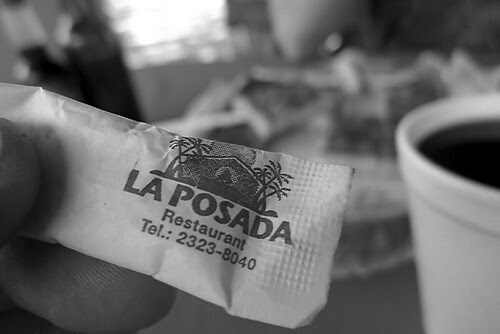 LA POSADA
Restaurant
Tel.: 2323-8040